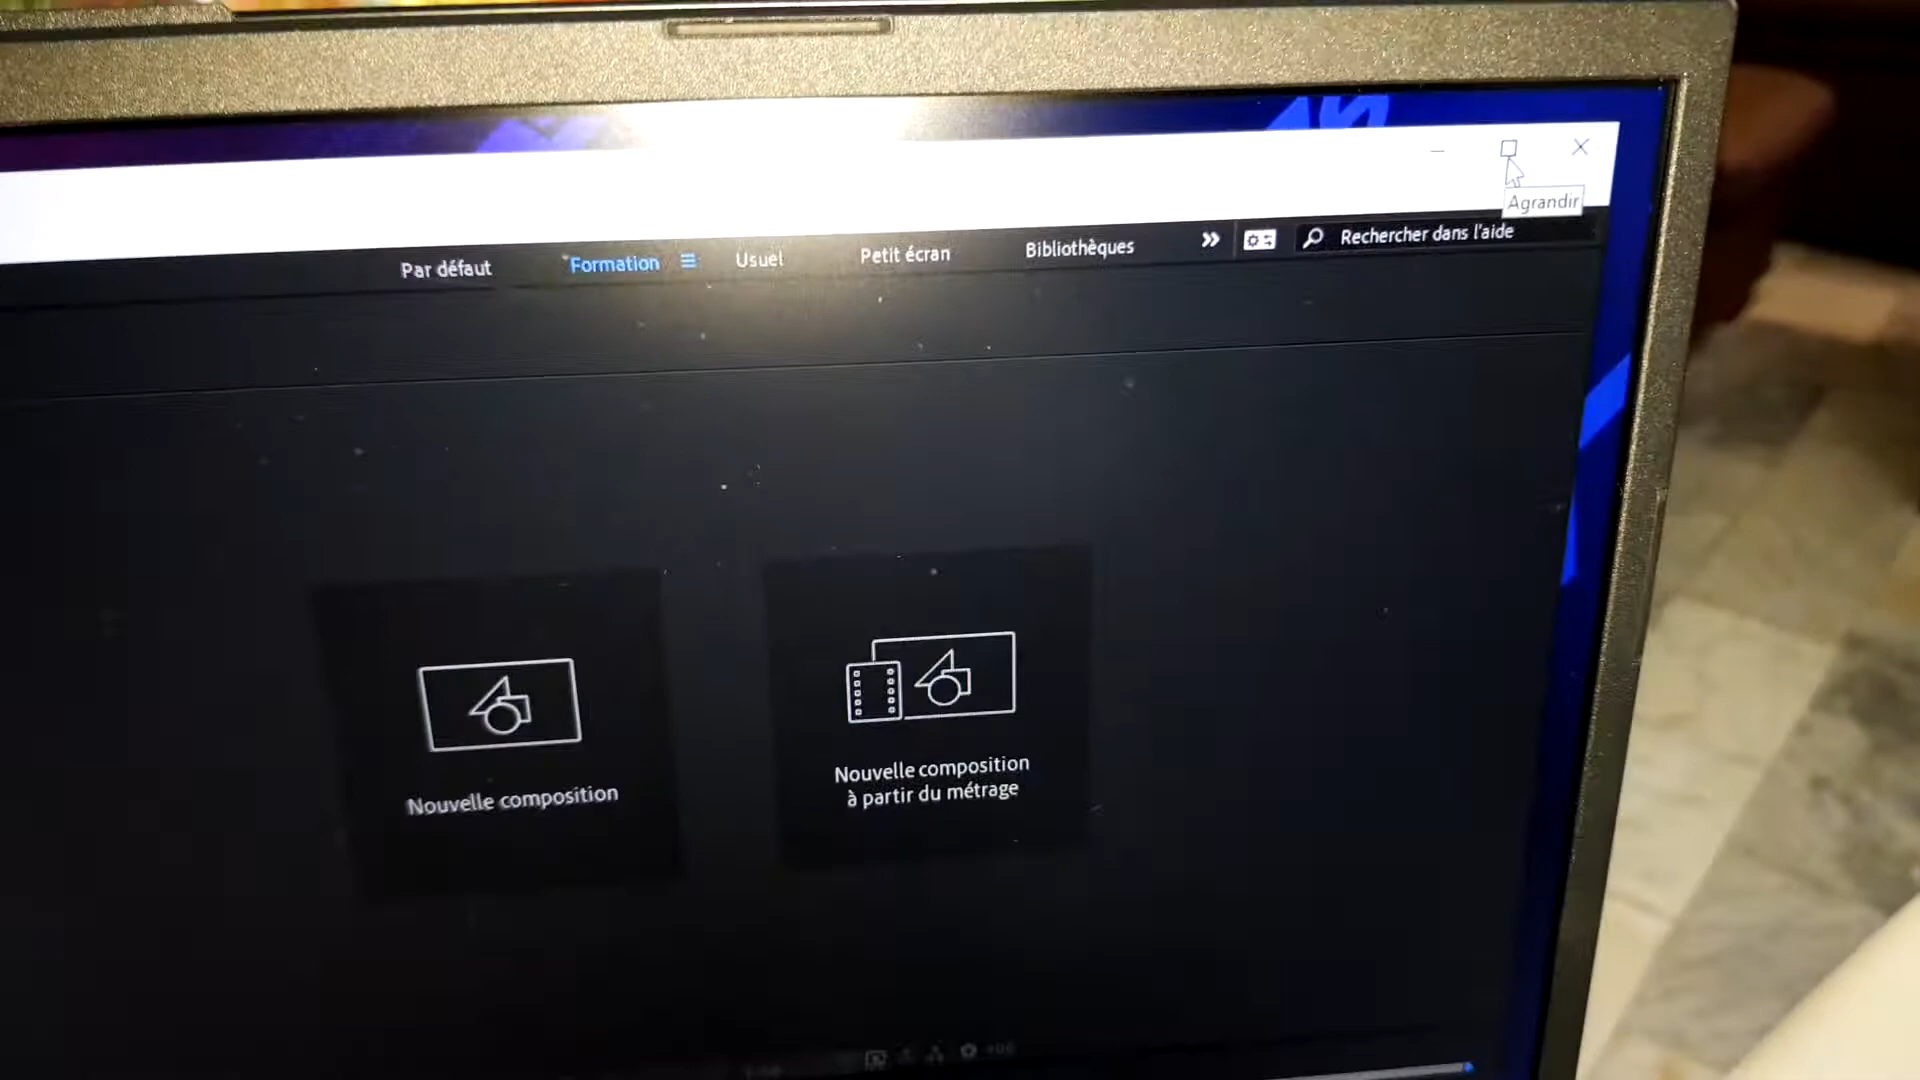 Agrandir
Par défaut Formation Usuel Petit écran Bibliothèques Rechercher dans l'aide
Nouvelle composition
Nouvelle composition
à partir du métrage